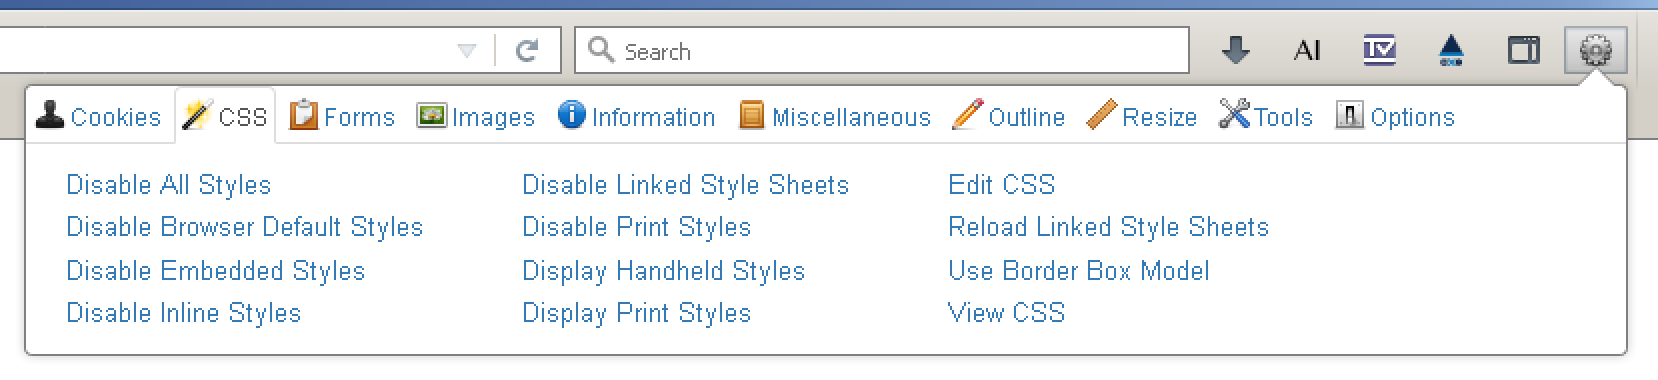 Search AI TV
Cookies CSS Forms Images Information Miscellaneous Outline Resize Tools Options
Disable All Styles Disable Linked Style Sheets Edit CSS
Disable Browser Default Styles Disable Print Styles Reload Linked Style Sheets
Disable Embedded Styles Display Handheld Styles Use Border Box Model
Disable Inline Styles Display Print Styles View CSS